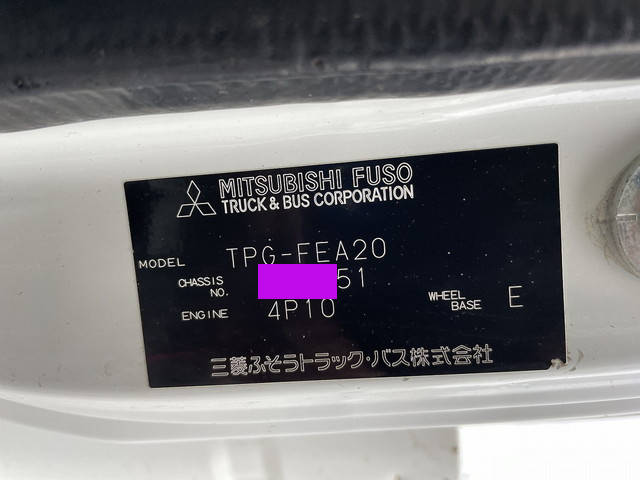 MITSUBISHI FUSO
TRUCK & BUS CORPORATION
MODEL TPG-FEA20
CHASSIS NO. 51
ENGINE 4P10 WHEEL BASE E
三菱ふそうトラック・バス株式会社